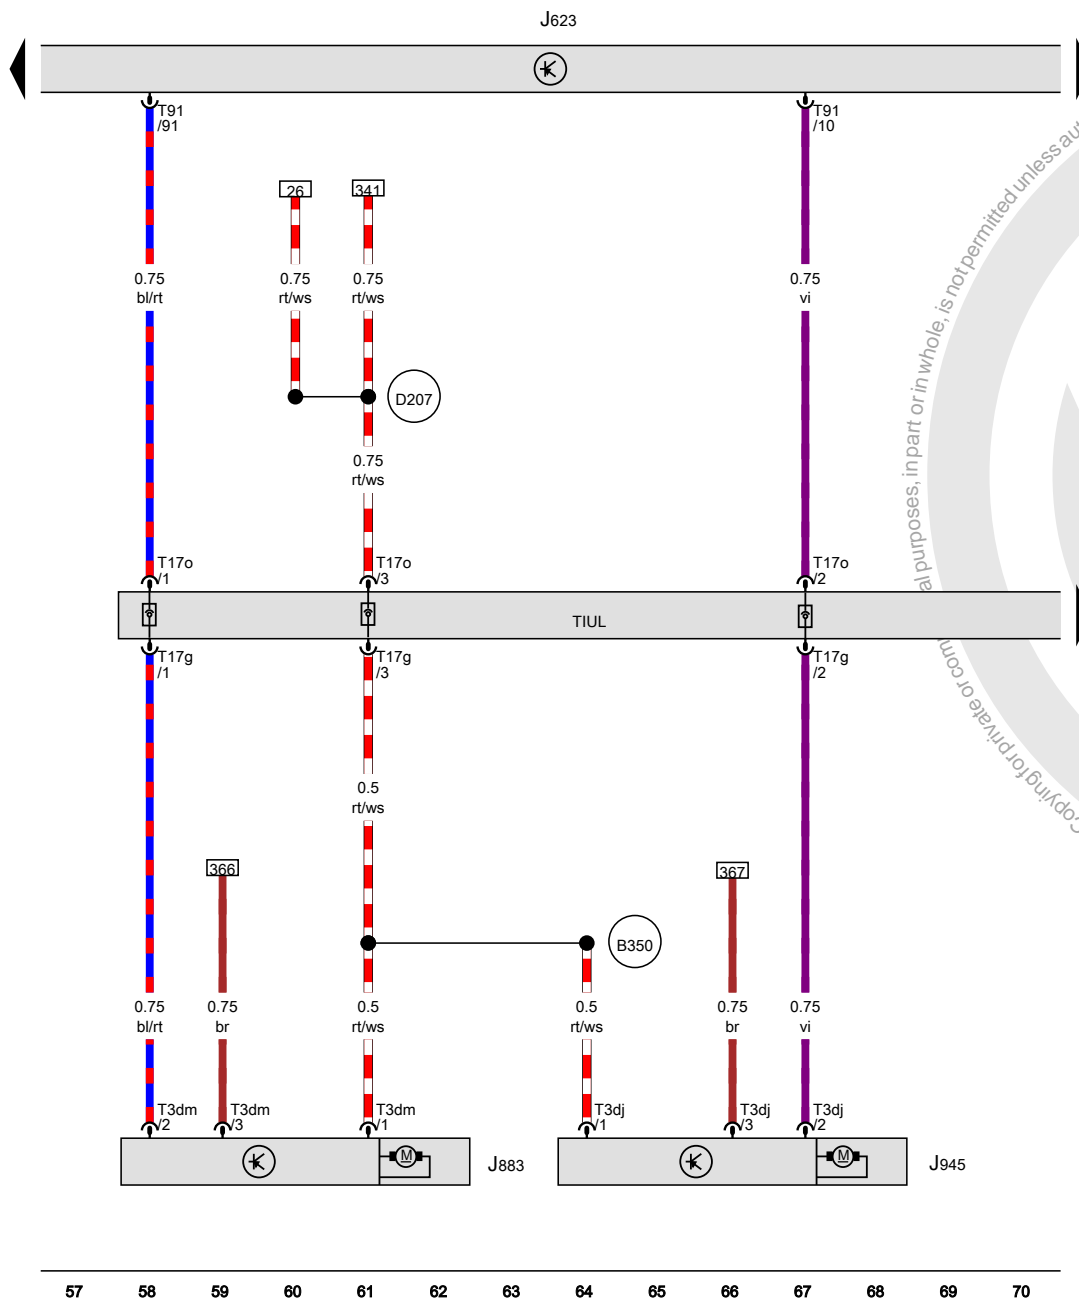 J623
T91
/91
T91
/10
26
341
0.75
bl/rt
0.75
rt/ws
0.75
rt/ws
0.75
vi
D207
0.75
rt/ws
T17o
/1
T17o
/3
T17o
/2
TIUL
T17g
/1
T17g
/3
T17g
/2
0.5
rt/ws
366
367
B350
0.75
bl/rt
0.75
br
0.5
rt/ws
0.5
rt/ws
0.75
br
0.75
vi
T3dm
/2
T3dm
/3
T3dm
/1
T3dj
/1
T3dj
/3
T3dj
/2
M
J883
M
J945
57 58 59 60 61 62 63 64 65 66 67 68 69 70
Copying for private or
al purposes, in part or in whole, is not permitted unless